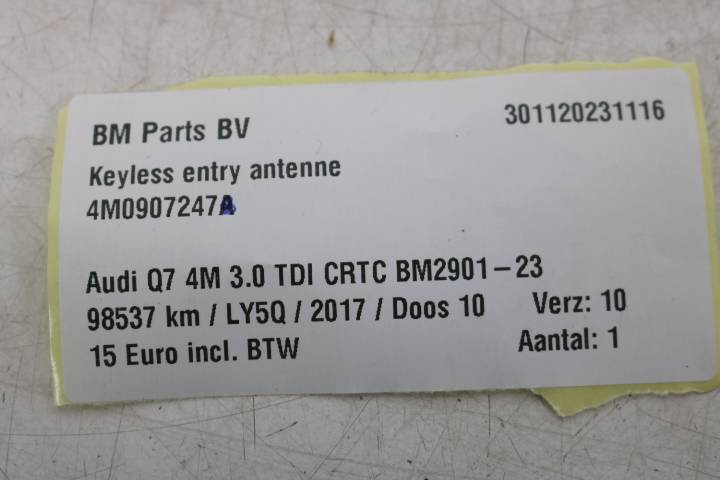 BM Parts BV 301120231116
Keyless entry antenne
4M0907247A
Audi Q7 4M 3.0 TDI CRTC BM2901-23
98537 km / LY5Q / 2017 / Doos 10 Verz: 10
15 Euro incl. BTW Aantal: 1